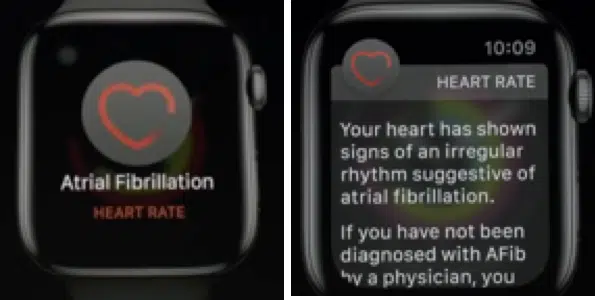 Atrial Fibrillation
HEART RATE
10:09
HEART RATE
Your heart has shown
signs of an irregular
rhythm suggestive of
atrial fibrillation.
If you have not been
diagnosed with AFib
by a physician, you